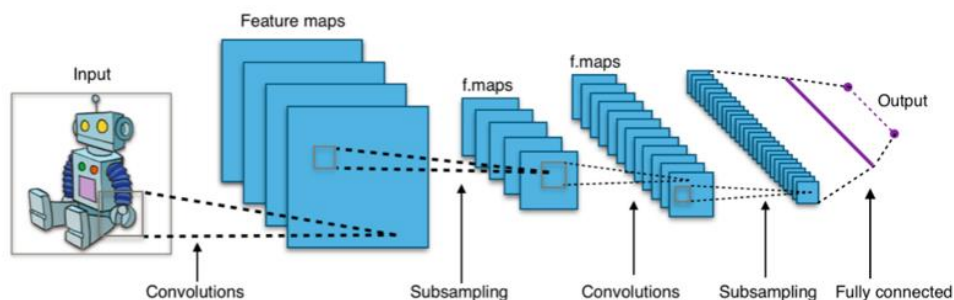 Feature maps
Input
f.maps
f.maps
Output
Convolutions
Subsampling
Convolutions
Subsampling
Fully connected